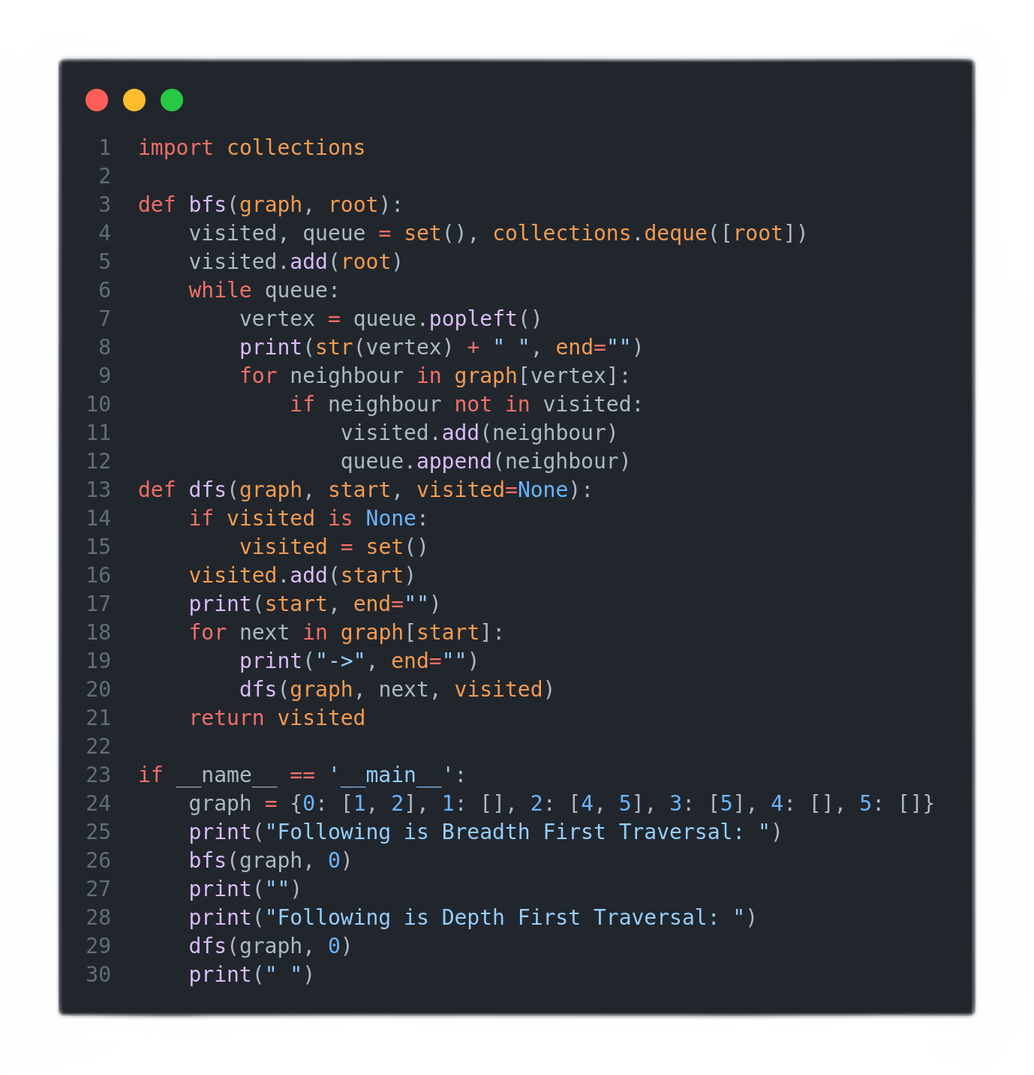 1 import collections
2
3 def bfs(graph, root):
4     visited, queue = set(), collections.deque([root])
5     visited.add(root)
6     while queue:
7         vertex = queue.popleft()
8         print(str(vertex) + " ", end="")
9         for neighbour in graph[vertex]:
10             if neighbour not in visited:
11                 visited.add(neighbour)
12                 queue.append(neighbour)
13 def dfs(graph, start, visited=None):
14     if visited is None:
15         visited = set()
16     visited.add(start)
17     print(start, end="")
18     for next in graph[start]:
19         print("->", end="")
20         dfs(graph, next, visited)
21     return visited
22
23 if __name__ == '__main__':
24     graph = {0: [1, 2], 1: [], 2: [4, 5], 3: [5], 4: [], 5: []}
25     print("Following is Breadth First Traversal: ")
26     bfs(graph, 0)
27     print("")
28     print("Following is Depth First Traversal: ")
29     dfs(graph, 0)
30     print(" ")